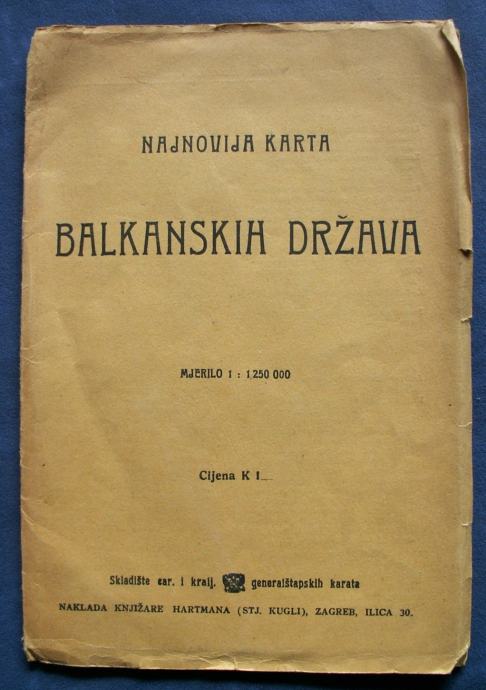 NAJNOVIJA KARTA
BALKANSKIH DRŽAVA
MJERILO 1 : 1,250 000
Cijena K 1.—
Skladište car. i kralj. generalštapskih karata
NAKLADA KNJIŽARE HARTMANA (STJ. KUGLI), ZAGREB, ILICA 30.